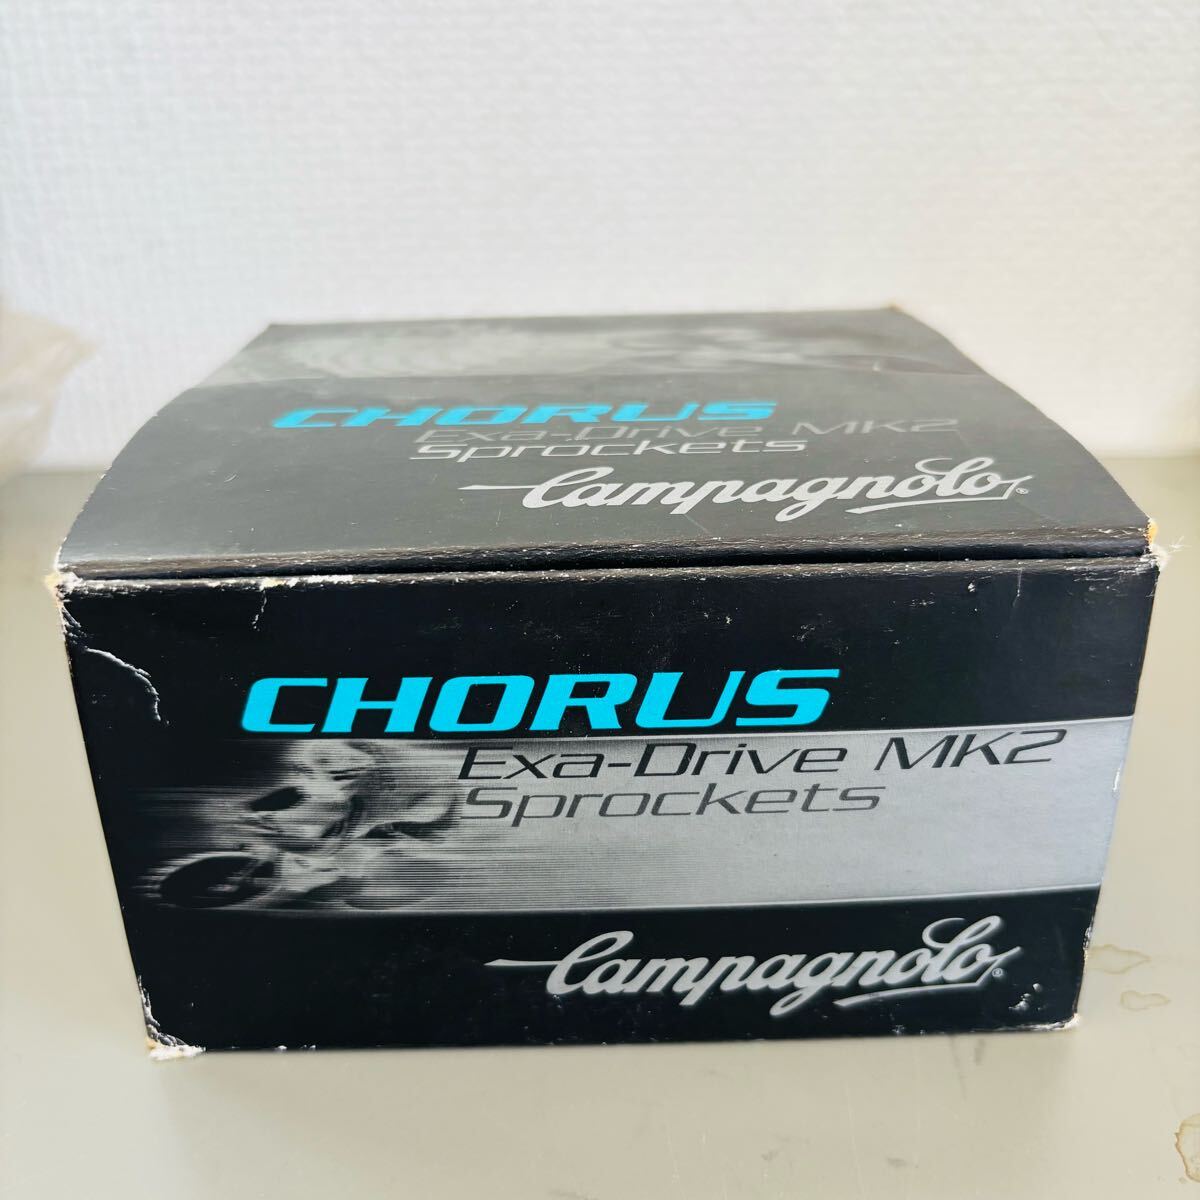 CHORUS
Exa-Drive MK2
Sprockets
Campagnolo®
CHORUS
Exa-Drive MK2
Sprockets
Campagnolo®